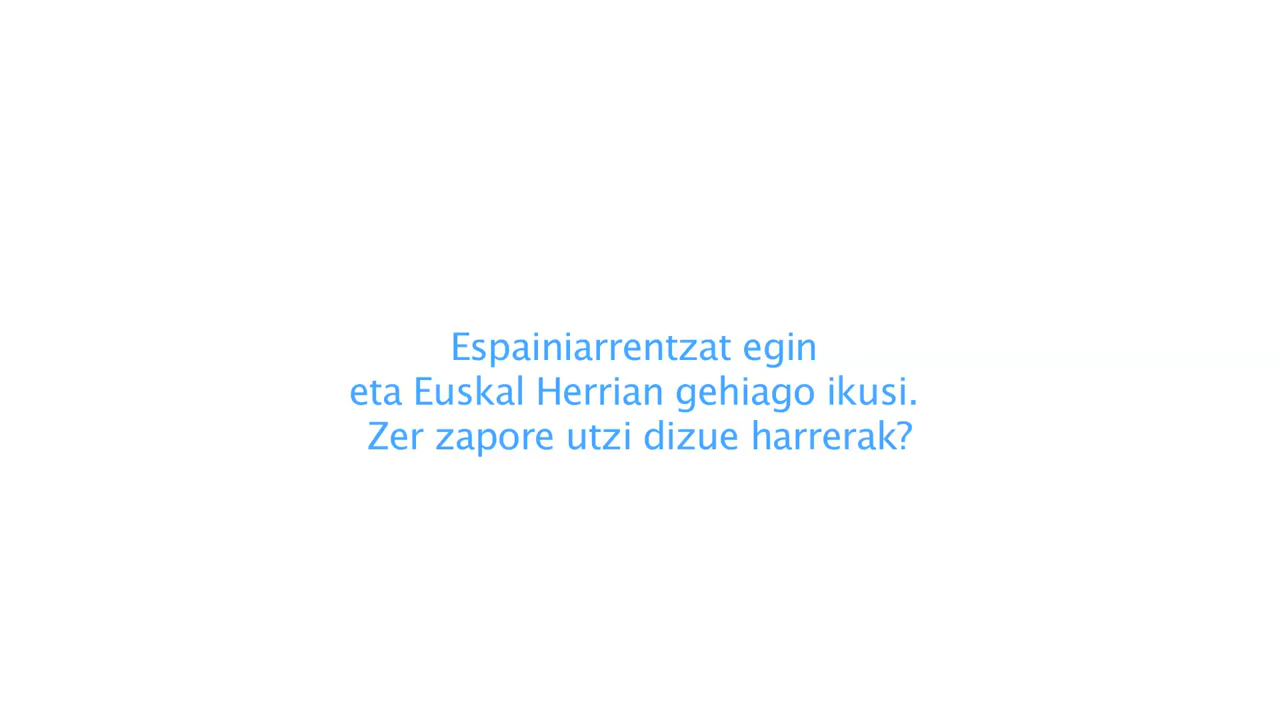 Espainiarrentzat egin
eta Euskal Herrian gehiago ikusi.
Zer zapore utzi dizue harrerak?